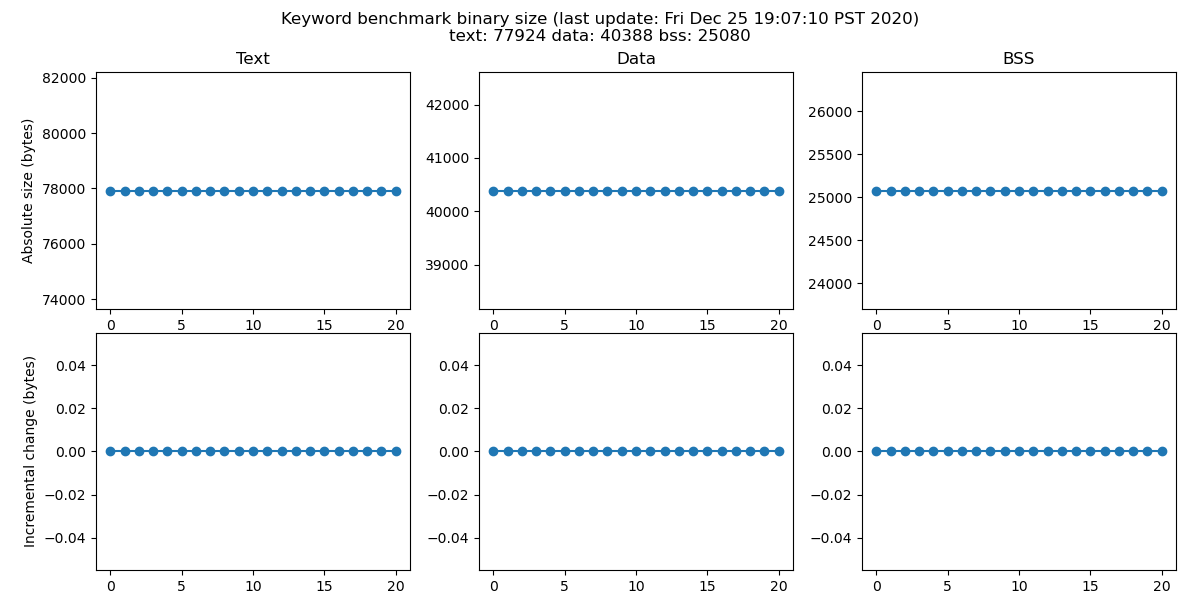 Keyword benchmark binary size (last update: Fri Dec 25 19:07:10 PST 2020)
text: 77924 data: 40388 bss: 25080
Text
Data
BSS
Absolute size (bytes)
82000
80000
78000
76000
74000
0 5 10 15 20
42000
41000
40000
39000
0 5 10 15 20
26000
25500
25000
24500
24000
0 5 10 15 20
Incremental change (bytes)
0.04
0.02
0.00
−0.02
−0.04
0 5 10 15 20
0.04
0.02
0.00
−0.02
−0.04
0 5 10 15 20
0.04
0.02
0.00
−0.02
−0.04
0 5 10 15 20